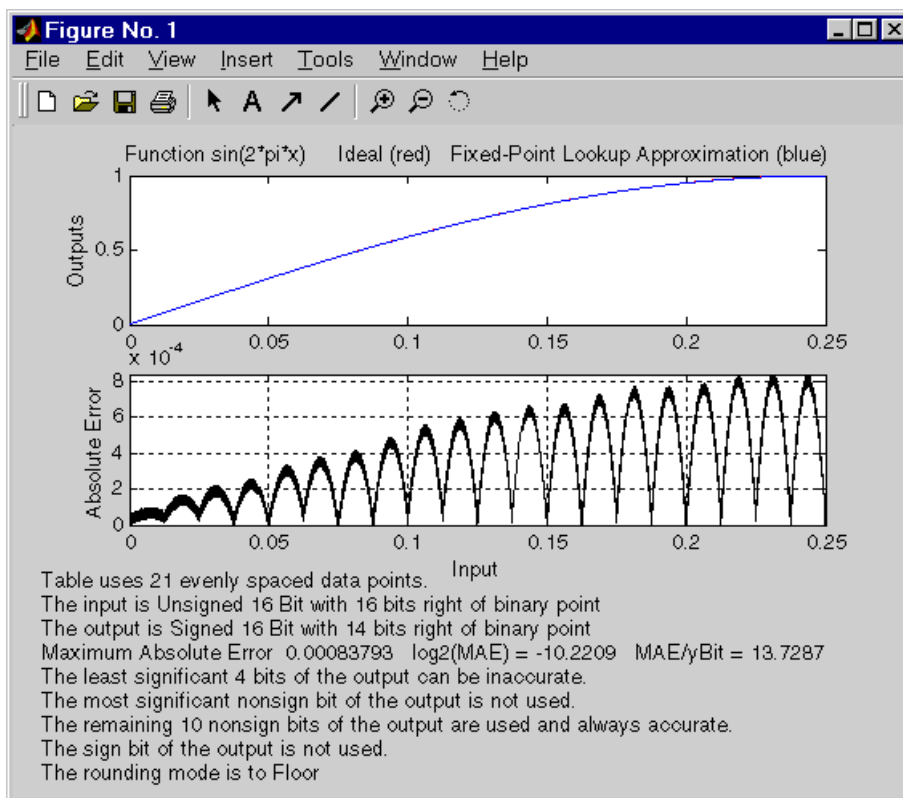 Figure No. 1
File Edit View Insert Tools Window Help
A
Function sin(2*pi*x) Ideal (red) Fixed-Point Lookup Approximation (blue)
Outputs
1
0.5
0
0 0.05 0.1 0.15 0.2 0.25
x 10-4
Absolute Error
8
6
4
2
0
0 0.05 0.1 0.15 0.2 0.25
Input
Table uses 21 evenly spaced data points.
The input is Unsigned 16 Bit with 16 bits right of binary point
The output is Signed 16 Bit with 14 bits right of binary point
Maximum Absolute Error 0.00083793 log2(MAE) = -10.2209 MAE/yBit = 13.7287
The least significant 4 bits of the output can be inaccurate.
The most significant nonsign bit of the output is not used.
The remaining 10 nonsign bits of the output are used and always accurate.
The sign bit of the output is not used.
The rounding mode is to Floor